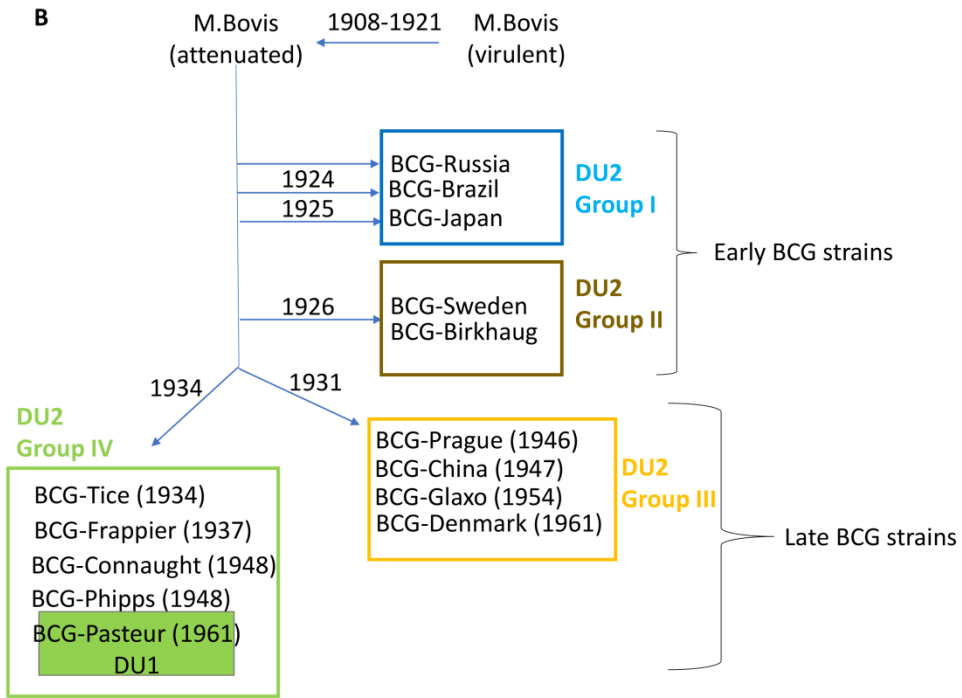 B
M.Bovis
(attenuated)
1908-1921
M.Bovis
(virulent)
BCG-Russia
1924
BCG-Brazil
1925
BCG-Japan
DU2
Group I
Early BCG strains
1926
BCG-Sweden
BCG-Birkhaug
DU2
Group II
1934
1931
DU2
Group IV
BCG-Tice (1934)
BCG-Frappier (1937)
BCG-Connaught (1948)
BCG-Phipps (1948)
BCG-Pasteur (1961)
DU1
BCG-Prague (1946)
BCG-China (1947)
BCG-Glaxo (1954)
BCG-Denmark (1961)
DU2
Group III
Late BCG strains